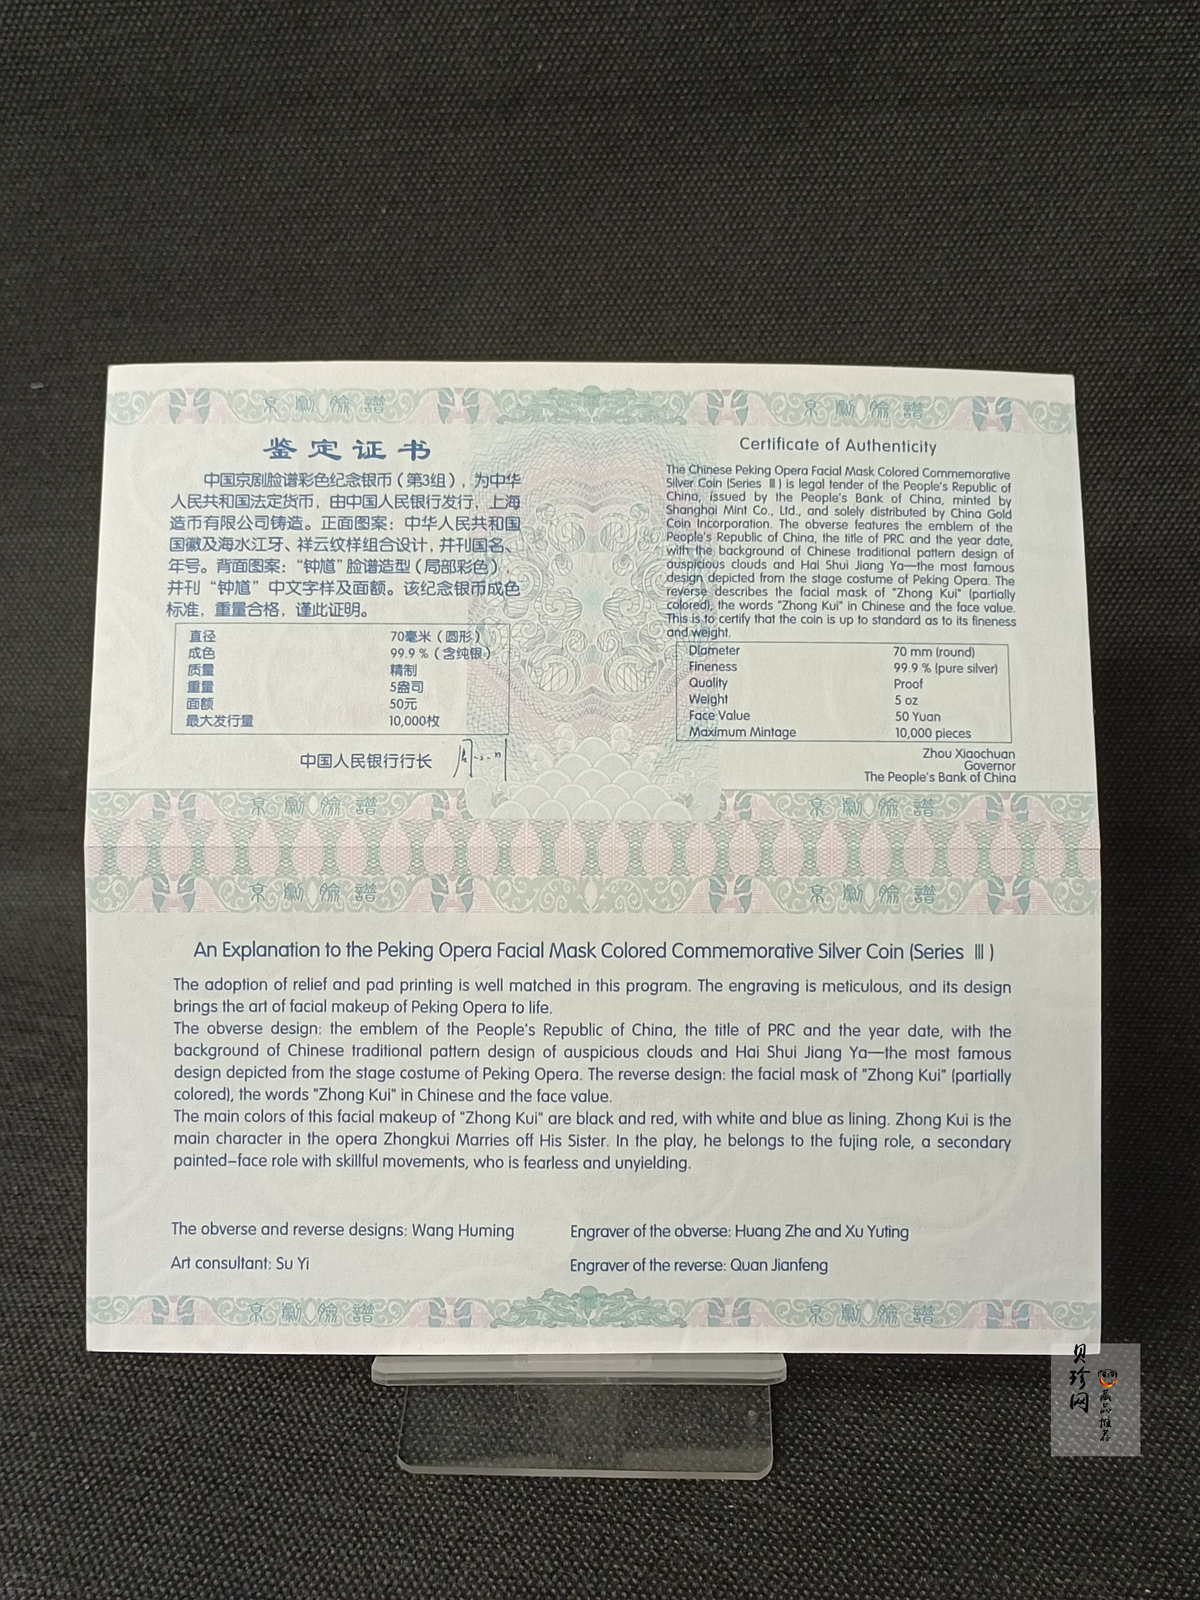 京劇臉譜
京劇臉譜
鉴定证书
中国京剧脸谱彩色纪念银币（第3组），为中华
人民共和国法定货币，由中国人民银行发行，上海
造币有限公司铸造。正面图案：中华人民共和国
国徽及海水江牙、祥云纹样组合设计，并刊国名、
年号。背面图案：“钟馗”脸谱造型（局部彩色），
并刊“钟馗”中文字样及面额。该纪念银币成色
标准，重量合格，谨此证明。
直径 70毫米（圆形）
成色 99.9％（含纯银）
质量 精制
重量 5盎司
面额 50元
最大发行量 10,000枚
中国人民银行行长
Certificate of Authenticity
The Chinese Peking Opera Facial Mask Colored Commemorative
Silver Coin (Series Ⅲ) is legal tender of the People's Republic of
China, issued by the People's Bank of China, minted by
Shanghai Mint Co., Ltd., and solely distributed by China Gold
Coin Incorporation. The obverse features the emblem of the
People's Republic of China, the title of PRC and the year date,
with the background of Chinese traditional pattern design of
auspicious clouds and Hai Shui Jiang Ya—the most famous
design depicted from the stage costume of Peking Opera. The
reverse describes the facial mask of "Zhong Kui" (partially
colored), the words "Zhong Kui" in Chinese and the face value.
This is to certify that the coin is up to standard as to its fineness
and weight.
Diameter 70 mm (round)
Fineness 99.9 % (pure silver)
Quality Proof
Weight 5 oz
Face Value 50 Yuan
Maximum Mintage 10,000 pieces
Zhou Xiaochuan
Governor
The People's Bank of China
京劇臉譜
京劇臉譜
京劇臉譜
京劇臉譜
An Explanation to the Peking Opera Facial Mask Colored Commemorative Silver Coin (Series Ⅲ)
The adoption of relief and pad printing is well matched in this program. The engraving is meticulous, and its design
brings the art of facial makeup of Peking Opera to life.
The obverse design: the emblem of the People's Republic of China, the title of PRC and the year date, with the
background of Chinese traditional pattern design of auspicious clouds and Hai Shui Jiang Ya—the most famous
design depicted from the stage costume of Peking Opera. The reverse design: the facial mask of "Zhong Kui" (partially
colored), the words "Zhong Kui" in Chinese and the face value.
The main colors of this facial makeup of "Zhong Kui" are black and red, with white and blue as lining. Zhong Kui is the
main character in the opera Zhongkui Marries off His Sister. In the play, he belongs to the fujing role, a secondary
painted–face role with skillful movements, who is fearless and unyielding.
The obverse and reverse designs: Wang Huming
Engraver of the obverse: Huang Zhe and Xu Yuting
Art consultant: Su Yi
Engraver of the reverse: Quan Jianfeng
京劇臉譜
京劇臉譜
贝珍网
藏品推荐